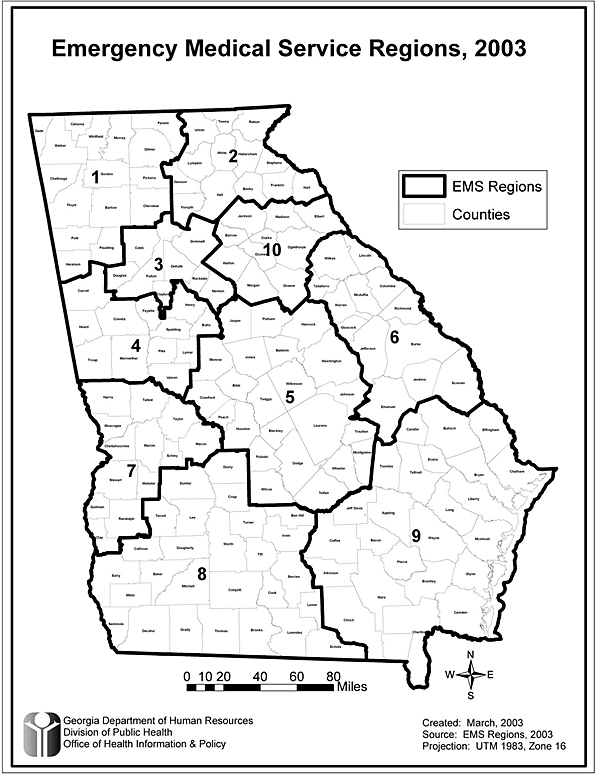 Emergency Medical Service Regions, 2003
EMS Regions
Counties
1
Dade
Catoosa
Whitfield
Murray
Fannin
Walker
Gilmer
Chattooga
Gordon
Pickens
Floyd
Bartow
Cherokee
Polk
Paulding
Haralson
2
Towns
Rabun
Union
Lumpkin
White
Habersham
Stephens
Dawson
Hall
Banks
Franklin
Hart
Forsyth
3
Cobb
Gwinnett
Douglas
Fulton
DeKalb
Rockdale
Newton
10
Jackson
Madison
Elbert
Barrow
Clarke
Oconee
Oglethorpe
Walton
Morgan
Greene
4
Carroll
Fayette
Henry
Heard
Coweta
Spalding
Butts
Troup
Meriwether
Pike
Lamar
Upson
5
Jasper
Putnam
Hancock
Monroe
Jones
Baldwin
Washington
Bibb
Wilkinson
Crawford
Twiggs
Johnson
Peach
Houston
Bleckley
Laurens
Treutlen
Pulaski
Dodge
Wheeler
Montgomery
Wilcox
Telfair
6
Wilkes
Lincoln
Taliaferro
Columbia
McDuffie
Warren
Richmond
Glascock
Jefferson
Burke
Jenkins
Screven
Emanuel
7
Harris
Talbot
Muscogee
Taylor
Chattahoochee
Marion
Macon
Schley
Stewart
Webster
Quitman
Randolph
Clay
8
Dooly
Sumter
Crisp
Terrell
Lee
Turner
Ben Hill
Irwin
Calhoun
Dougherty
Worth
Tift
Early
Baker
Mitchell
Berrien
Miller
Colquitt
Cook
Lanier
Seminole
Decatur
Grady
Thomas
Brooks
Lowndes
Echols
9
Candler
Bulloch
Effingham
Toombs
Tattnall
Evans
Bryan
Chatham
Jeff Davis
Appling
Long
Liberty
Coffee
Bacon
Wayne
McIntosh
Pierce
Atkinson
Brantley
Glynn
Ware
Camden
Clinch
N
W
E
S
0 10 20 40 60 80
Miles
Georgia Department of Human Resources
Division of Public Health
Office of Health Information & Policy
Created: March, 2003
Source: EMS Regions, 2003
Projection: UTM 1983, Zone 16